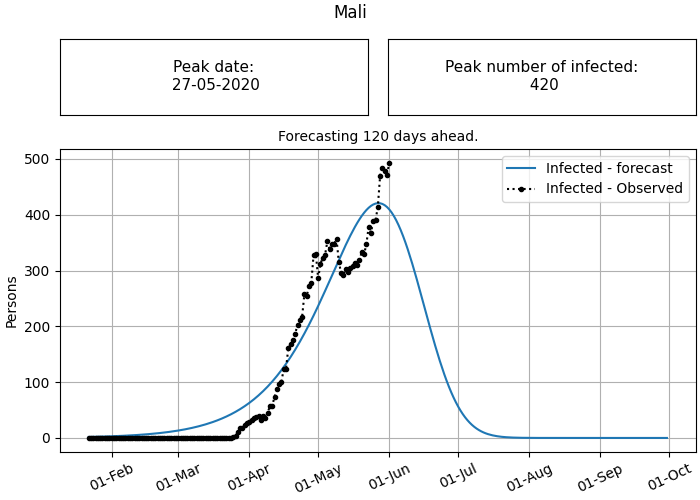 Mali
Peak date:
27-05-2020
Peak number of infected:
420
Forecasting 120 days ahead.
Infected - forecast
Infected - Observed
Persons
500
400
300
200
100
0
01-Feb
01-Mar
01-Apr
01-May
01-Jun
01-Jul
01-Aug
01-Sep
01-Oct